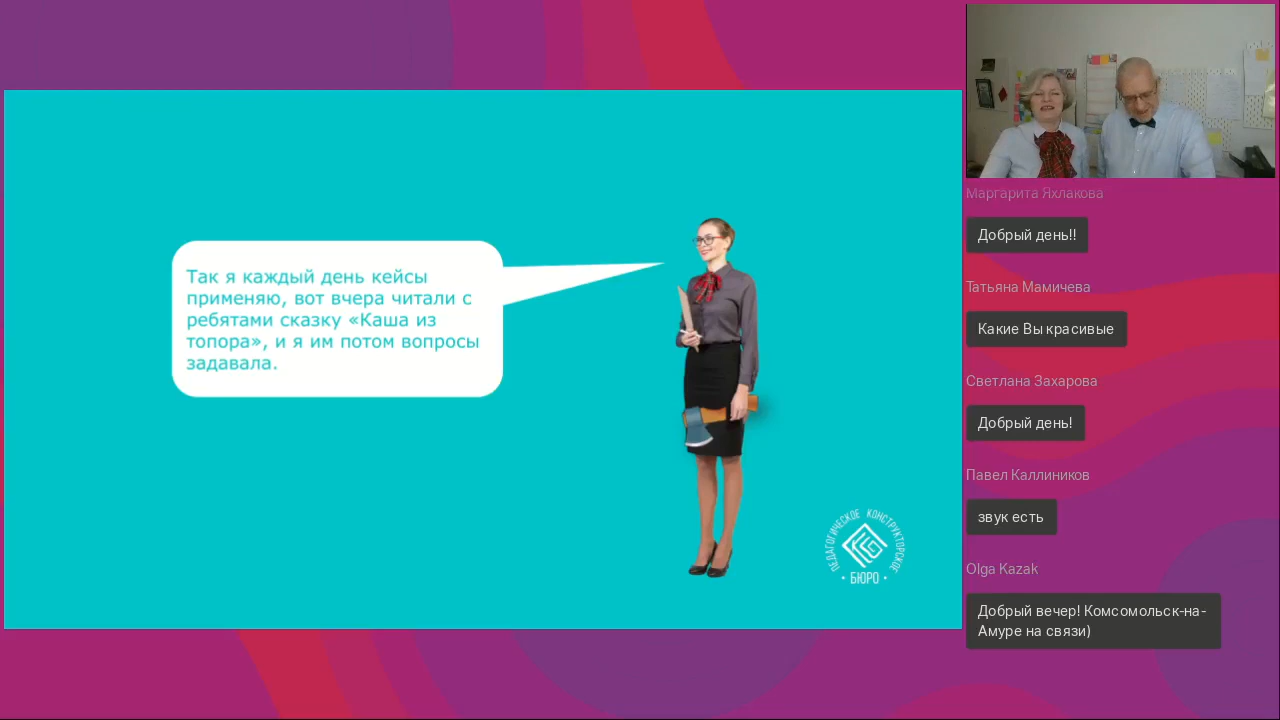 Так я каждый день кейсы
применяю, вот вчера читали с
ребятами сказку «Каша из
топора», и я им потом вопросы
задавала.
ПЕДАГОГИЧЕСКОЕ КОНСТРУКТОРСКОЕ
• БЮРО •
Маргарита Яхлакова
Добрый день!!
Татьяна Мамичева
Какие Вы красивые
Светлана Захарова
Добрый день!
Павел Каллиников
звук есть
Olga Kazak
Добрый вечер! Комсомольск-на-
Амуре на связи)